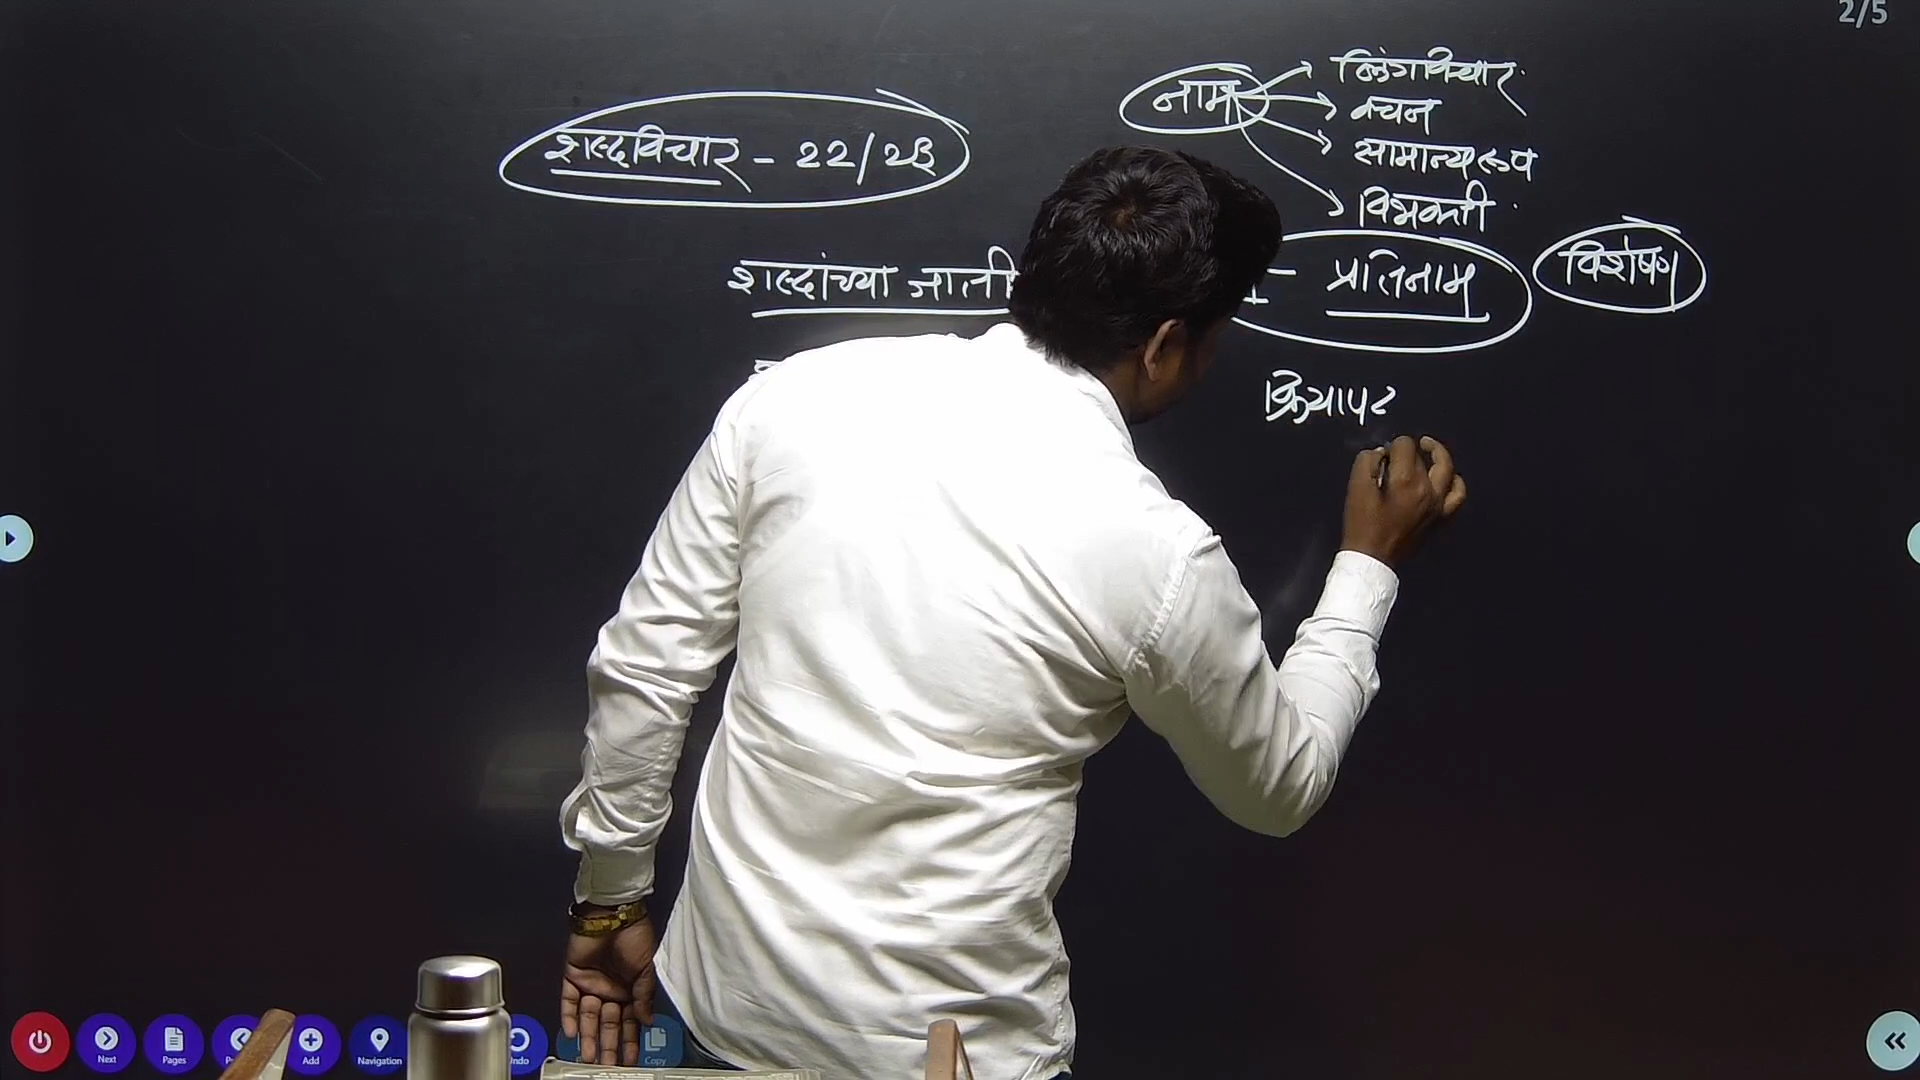 2/5
लिंगविचार
नाम
वचन
शब्दविचार - 22/23
सामान्यरूप
विभक्ती
विशेषण
शब्दांच्या जाती
प्रतिनाम
क्रियापद
Next
Pages
Add
Navigation
Undo
Copy